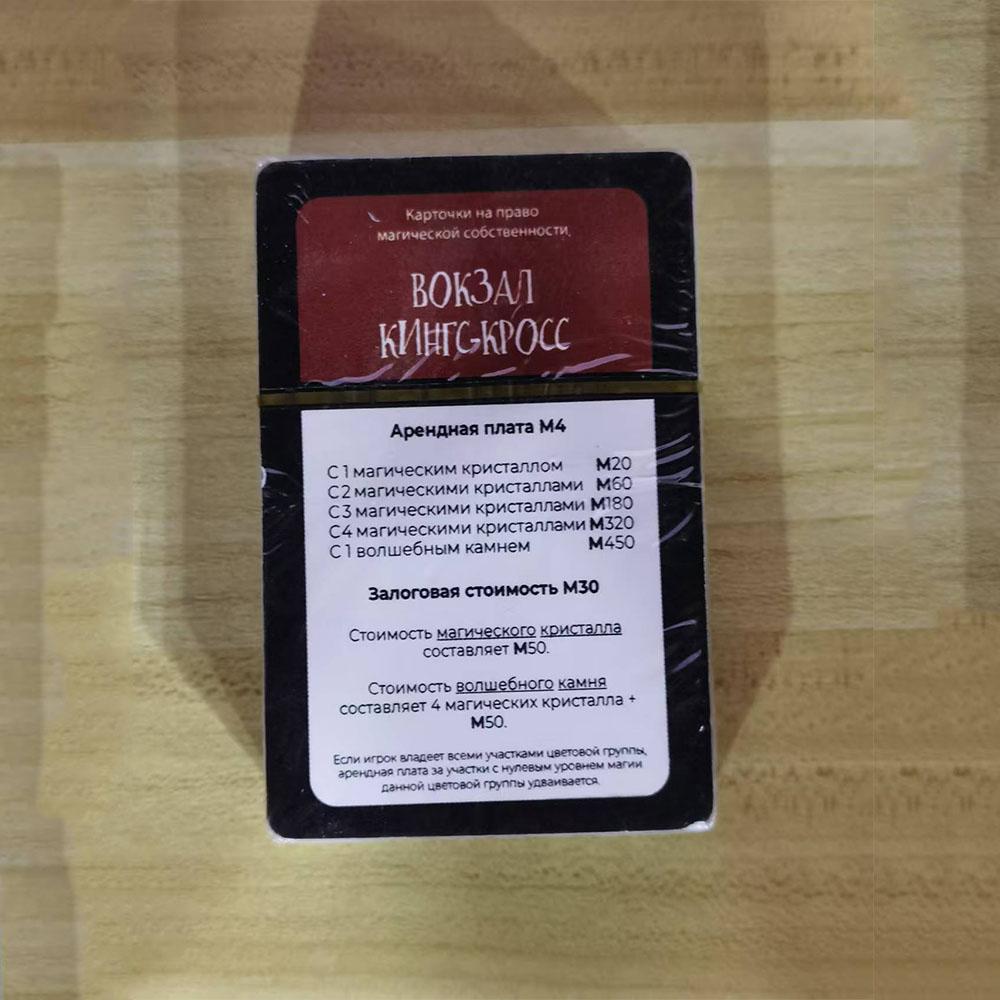 Карточки на право
магической собственности,
ВОКЗАЛ
КИНГС-КРОСС
Арендная плата М4
С 1 магическим кристаллом М20
С 2 магическими кристаллами М60
С 3 магическими кристаллами М180
С 4 магическими кристаллами М320
С 1 волшебным камнем М450
Залоговая стоимость М30
Стоимость магического кристалла
составляет М50.
Стоимость волшебного камня
составляет 4 магических кристалла +
М50.
Если игрок владеет всеми участками цветовой группы,
арендная плата за участки с нулевым уровнем магии
данной цветовой группы удваивается.